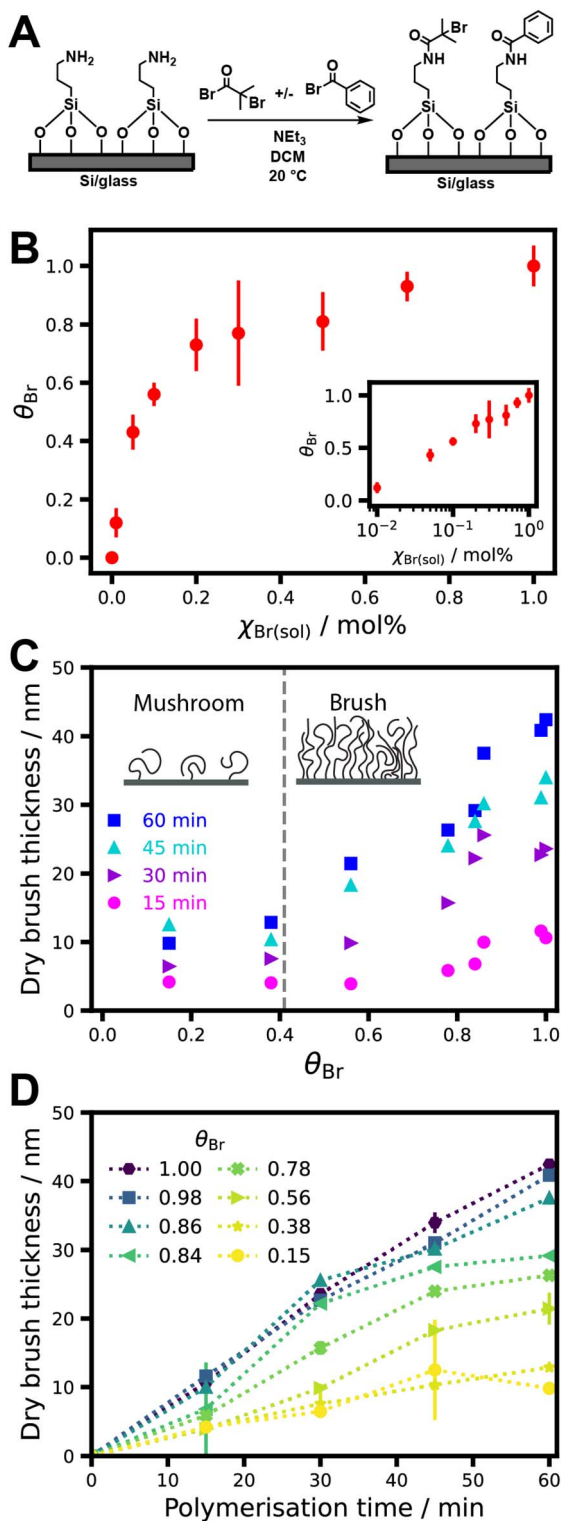 A
NH2
NH2
Si
Si
O
O
O
O
O
O
Si/glass
O
Br
Br
+/-
O
Br
NEt3
DCM
20 °C
O
Br
NH
O
NH
Si
Si
O
O
O
O
O
O
Si/glass
B
θBr
1.0
0.8
0.6
0.4
0.2
0.0
0.0
0.2
0.4
0.6
0.8
1.0
χBr(sol) / mol%
θBr
1.0
0.5
0.0
10−2
10−1
100
χBr(sol) / mol%
C
Dry brush thickness / nm
50
40
30
20
10
0
Mushroom
Brush
60 min
45 min
30 min
15 min
0.0
0.2
0.4
0.6
0.8
1.0
θBr
D
Dry brush thickness / nm
50
40
30
20
10
0
θBr
1.00
0.98
0.86
0.84
0.78
0.56
0.38
0.15
0
10
20
30
40
50
60
Polymerisation time / min